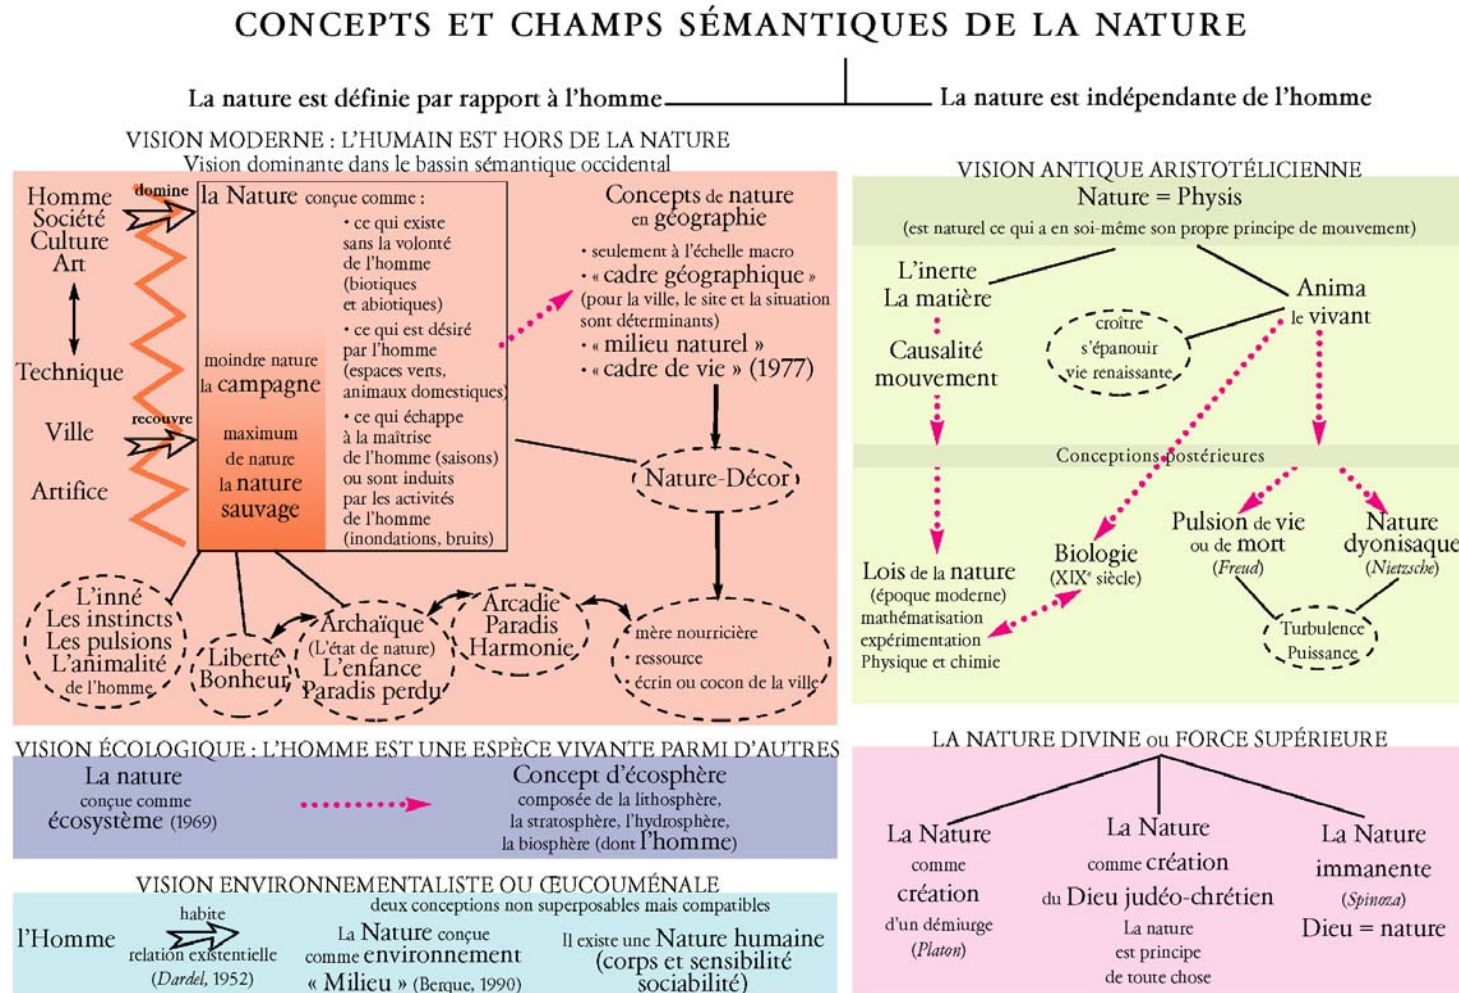 CONCEPTS ET CHAMPS SÉMANTIQUES DE LA NATURE
La nature est définie par rapport à l'homme
La nature est indépendante de l'homme
VISION MODERNE : L'HUMAIN EST HORS DE LA NATURE
Vision dominante dans le bassin sémantique occidental
Homme
Société
Culture
Art
Technique
Ville
Artifice
domine
recouvre
la Nature conçue comme :
• ce qui existe
sans la volonté
de l'homme
(biotiques
et abiotiques)
• ce qui est désiré
par l'homme
(espaces verts,
animaux domestiques)
• ce qui échappe
à la maîtrise
de l'homme (saisons)
ou sont induits
par les activités
de l'homme
(inondations, bruits)
moindre nature
la campagne
maximum
de nature
la nature
sauvage
Concepts de nature
en géographie
• seulement à l'échelle macro
• « cadre géographique »
(pour la ville, le site et la situation
sont déterminants)
• « milieu naturel »
• « cadre de vie » (1977)
Nature-Décor
L'inné
Les instincts
Les pulsions
L'animalité
de l'homme
Liberté
Bonheur
Archaïque
(L'état de nature)
L'enfance
Paradis perdu
Arcadie
Paradis
Harmonie
• mère nourricière
• ressource
• écrin ou cocon de la ville
VISION ÉCOLOGIQUE : L'HOMME EST UNE ESPÈCE VIVANTE PARMI D'AUTRES
La nature
conçue comme
écosystème (1969)
Concept d'écosphère
composée de la lithosphère,
la stratosphère, l'hydrosphère,
la biosphère (dont l'homme)
VISION ENVIRONNEMENTALISTE OU ŒUCOUMÉNALE
deux conceptions non superposables mais compatibles
l'Homme
habite
relation existentielle
(Dardel, 1952)
La Nature conçue
comme environnement
« Milieu » (Berque, 1990)
Il existe une Nature humaine
(corps et sensibilité
sociabilité)
VISION ANTIQUE ARISTOTÉLICIENNE
Nature = Physis
(est naturel ce qui a en soi-même son propre principe de mouvement)
L'inerte
La matière
Anima
le vivant
croître
s'épanouir
vie renaissante
Causalité
mouvement
Conceptions postérieures
Lois de la nature
(époque moderne)
mathématisation
expérimentation
Physique et chimie
Biologie
(XIXe siècle)
Pulsion de vie
ou de mort
(Freud)
Nature
dyonisaque
(Nietzsche)
Turbulence
Puissance
LA NATURE DIVINE ou FORCE SUPÉRIEURE
La Nature
comme
création
d'un démiurge
(Platon)
La Nature
comme création
du Dieu judéo-chrétien
La nature
est principe
de toute chose
La Nature
immanente
(Spinoza)
Dieu = nature